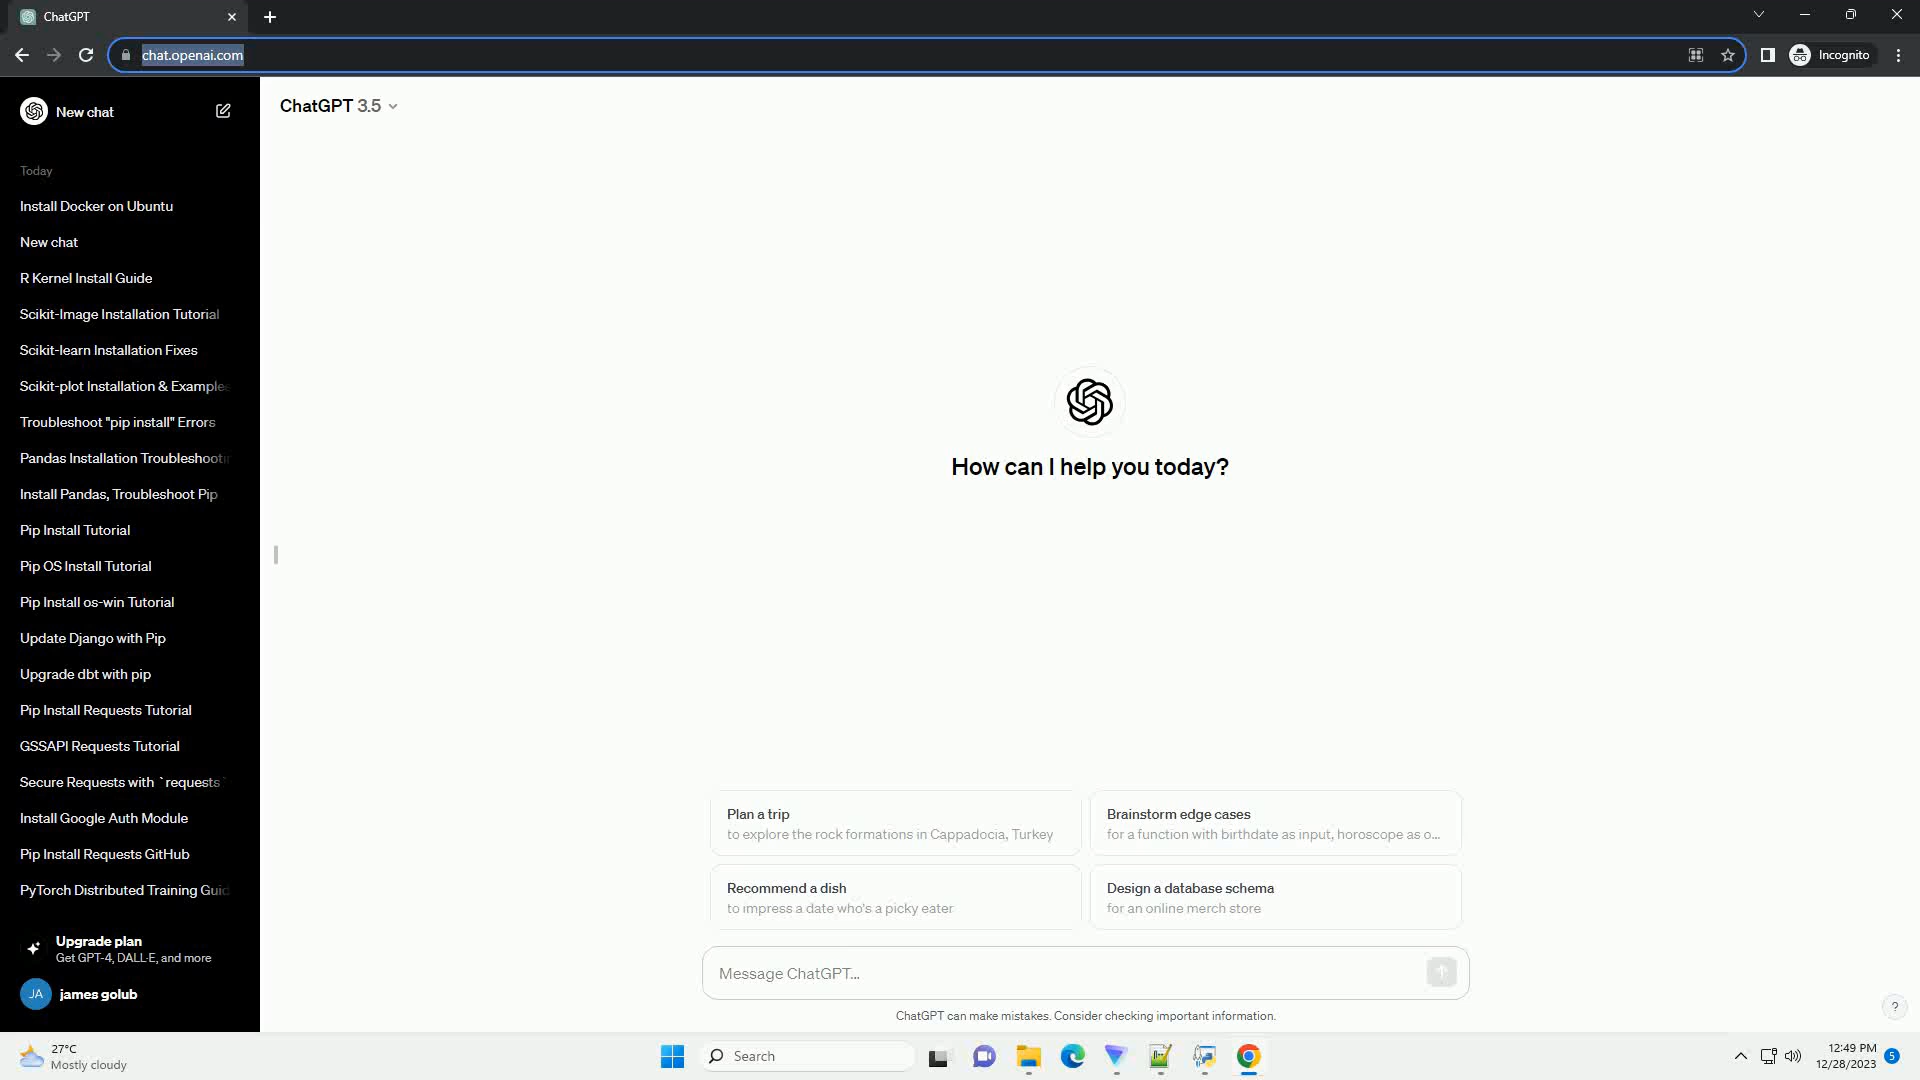 ChatGPT
chat.openai.com
Incognito
New chat
ChatGPT 3.5
Today
Install Docker on Ubuntu
New chat
R Kernel Install Guide
Scikit-Image Installation Tutorial
Scikit-learn Installation Fixes
Scikit-plot Installation & Example
Troubleshoot "pip install" Errors
Pandas Installation Troubleshooti
Install Pandas, Troubleshoot Pip
Pip Install Tutorial
Pip OS Install Tutorial
Pip Install os-win Tutorial
Update Django with Pip
Upgrade dbt with pip
Pip Install Requests Tutorial
GSSAPI Requests Tutorial
Secure Requests with `requests`
Install Google Auth Module
Pip Install Requests GitHub
PyTorch Distributed Training Guid
Upgrade plan
Get GPT-4, DALL·E, and more
JA
james golub
How can I help you today?
Plan a trip
to explore the rock formations in Cappadocia, Turkey
Brainstorm edge cases
for a function with birthdate as input, horoscope as o...
Recommend a dish
to impress a date who's a picky eater
Design a database schema
for an online merch store
Message ChatGPT...
ChatGPT can make mistakes. Consider checking important information.
?
27°C
Mostly cloudy
Search
12:49 PM
12/28/2023
5